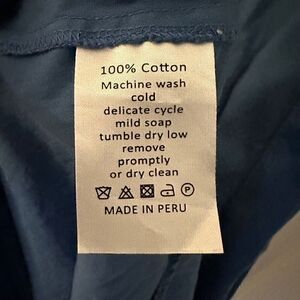 100% Cotton
Machine wash
cold
delicate cycle
mild soap
tumble dry low
remove
promptly
or dry clean
P
MADE IN PERU